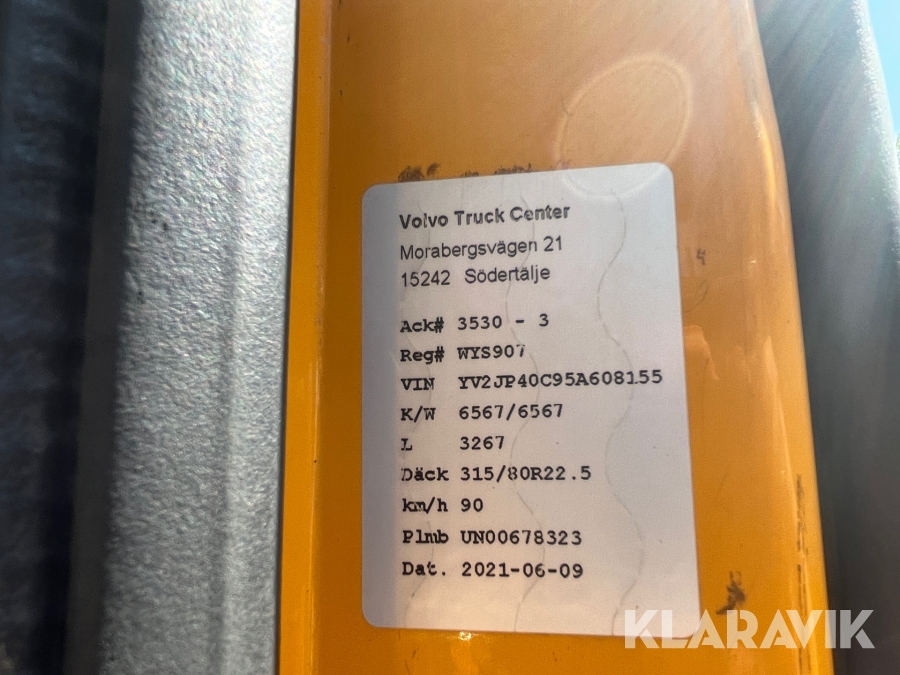 Volvo Truck Center
Morabergsvägen 21
15242 Södertälje
Ack# 3530 - 3
Reg# WYS907
VIN YV2JP40C95A608155
K/W 6567/6567
L 3267
Däck 315/80R22.5
km/h 90
Plmb UN00678323
Dat. 2021-06-09
KLARAVIK